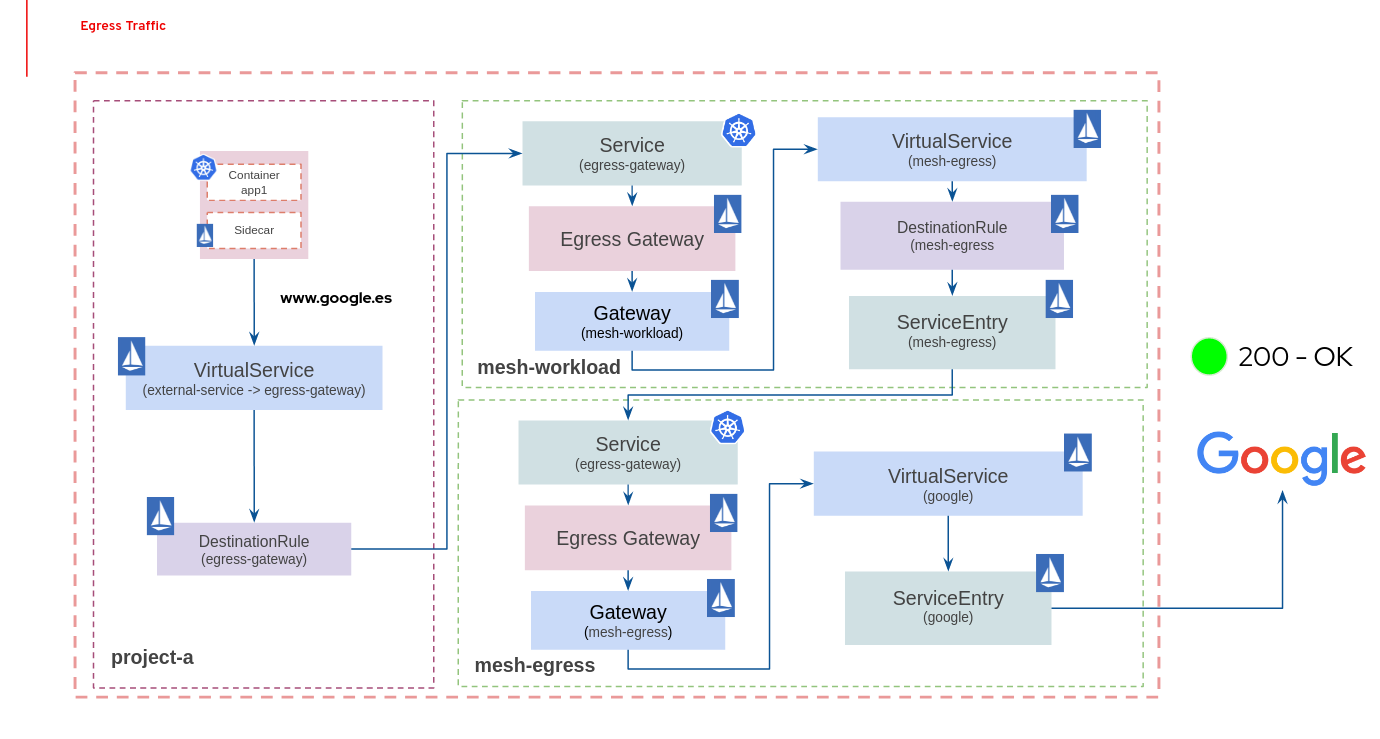 Egress Traffic
Container
app1
Sidecar
www.google.es
VirtualService
(external-service -> egress-gateway)
DestinationRule
(egress-gateway)
project-a
Service
(egress-gateway)
Egress Gateway
Gateway
(mesh-workload)
mesh-workload
VirtualService
(mesh-egress)
DestinationRule
(mesh-egress
ServiceEntry
(mesh-egress)
Service
(egress-gateway)
Egress Gateway
Gateway
(mesh-egress)
mesh-egress
VirtualService
(google)
ServiceEntry
(google)
200 - OK
Google